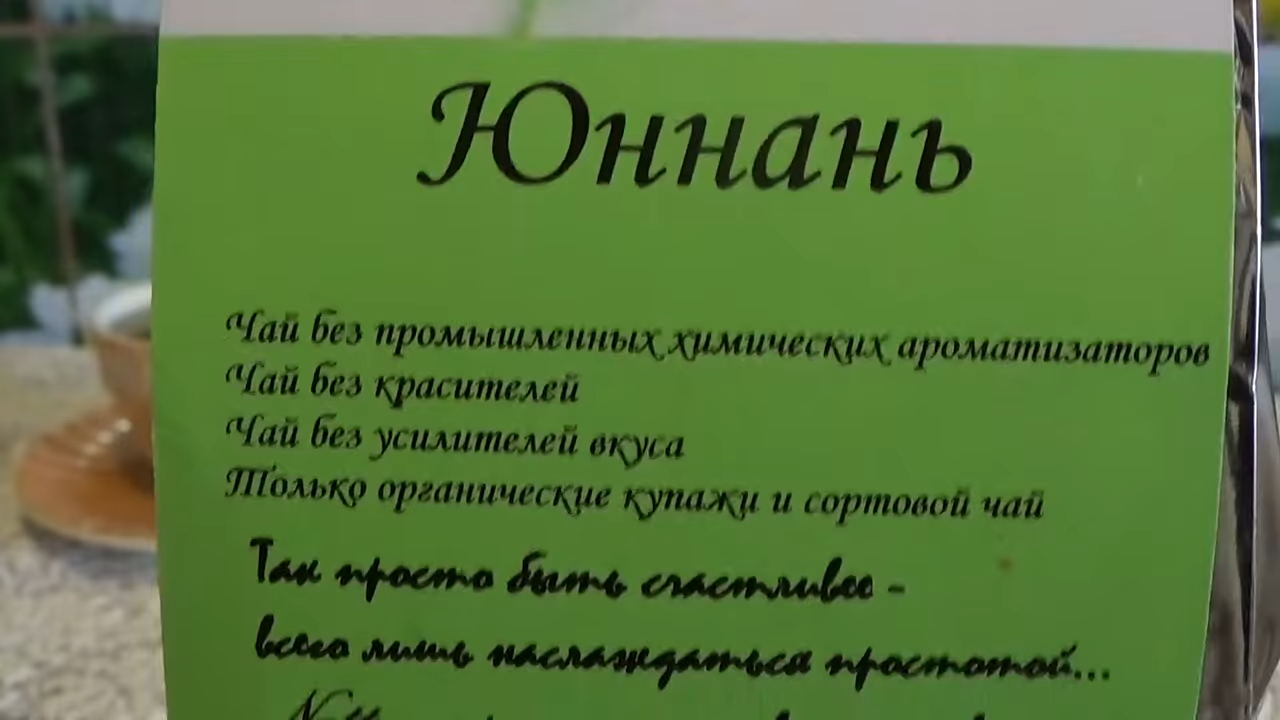 Юннань
Чай без промышленных химических ароматизаторов
Чай без красителей
Чай без усилителей вкуса
Только органические купажи и сортовой чай
Так просто быть счастливее -
всего лишь наслаждаться простотой...